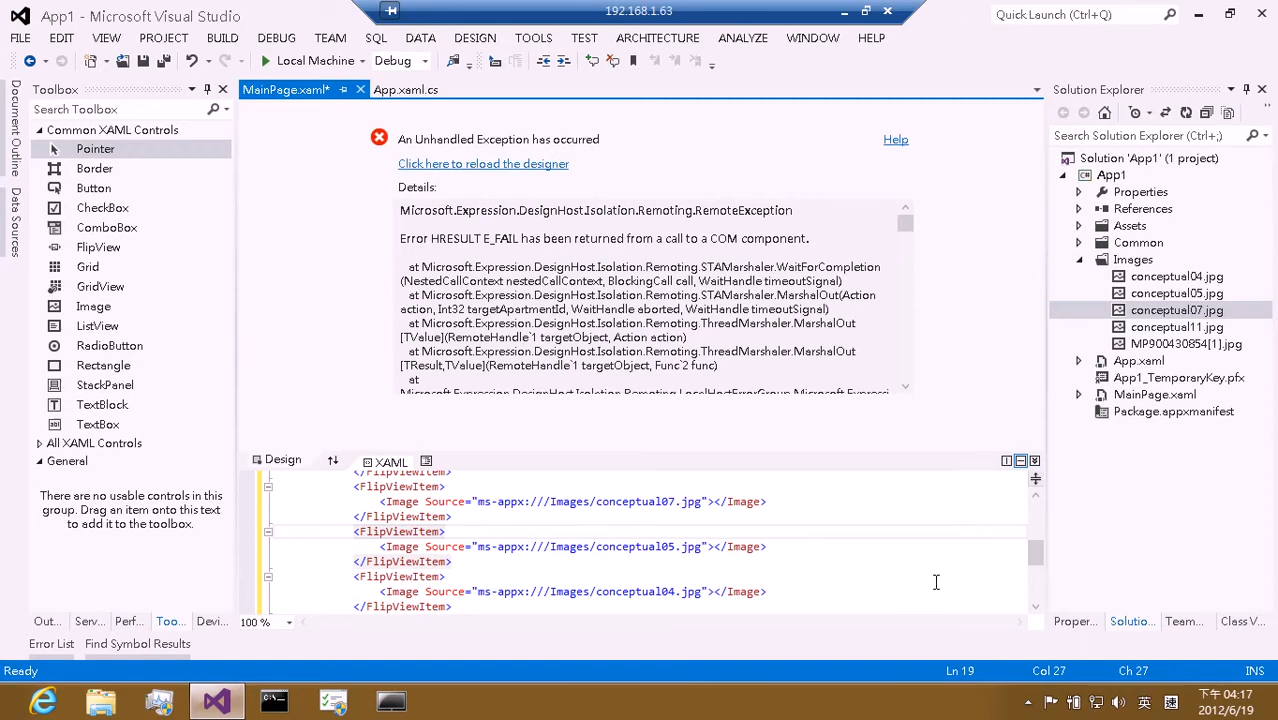 192.168.1.63
App1 - Microsoft Visual Studio
Quick Launch (Ctrl+Q)
FILE EDIT VIEW PROJECT BUILD DEBUG TEAM SQL DATA DESIGN TOOLS TEST ARCHITECTURE ANALYZE WINDOW HELP
Local Machine Debug
Document Outline
Data Sources
Toolbox
Search Toolbox
Common XAML Controls
Pointer
Border
Button
CheckBox
ComboBox
FlipView
Grid
GridView
Image
ListView
RadioButton
Rectangle
StackPanel
TextBlock
TextBox
All XAML Controls
General
There are no usable controls in this
group. Drag an item onto this text
to add it to the toolbox.
Out... Serv... Perf... Too... Devi...
MainPage.xaml* App.xaml.cs
An Unhandled Exception has occurred
Help
Click here to reload the designer
Details:
Microsoft.Expression.DesignHost.Isolation.Remoting.RemoteException
Error HRESULT E_FAIL has been returned from a call to a COM component.
at Microsoft.Expression.DesignHost.Isolation.Remoting.STAMarshaler.WaitForCompletion
(NestedCallContext nestedCallContext, BlockingCall call, WaitHandle timeoutSignal)
at Microsoft.Expression.DesignHost.Isolation.Remoting.STAMarshaler.MarshalOut(Action
action, Int32 targetApartmentId, WaitHandle aborted, WaitHandle timeoutSignal)
at Microsoft.Expression.DesignHost.Isolation.Remoting.ThreadMarshaler.MarshalOut
[TValue](RemoteHandle`1 targetObject, Action action)
at Microsoft.Expression.DesignHost.Isolation.Remoting.ThreadMarshaler.MarshalOut
[TResult,TValue](RemoteHandle`1 targetObject, Func`2 func)
at
Microsoft.Expression.DesignHost.Isolation.Remoting.LocalHostErrorGroup.Microsoft.Expressi
Design XAML
</FlipViewItem>
<FlipViewItem>
<Image Source="ms-appx:///Images/conceptual07.jpg"></Image>
</FlipViewItem>
<FlipViewItem>
<Image Source="ms-appx:///Images/conceptual05.jpg"></Image>
</FlipViewItem>
<FlipViewItem>
<Image Source="ms-appx:///Images/conceptual04.jpg"></Image>
</FlipViewItem>
100 %
Solution Explorer
Search Solution Explorer (Ctrl+;)
Solution 'App1' (1 project)
C# App1
Properties
References
Assets
Common
Images
conceptual04.jpg
conceptual05.jpg
conceptual07.jpg
conceptual11.jpg
MP900430854[1].jpg
App.xaml
App1_TemporaryKey.pfx
MainPage.xaml
Package.appxmanifest
Proper... Solutio... Team... Class V...
Error List Find Symbol Results
Ready Ln 19 Col 27 Ch 27 INS
英
下午 04:17
2012/6/19